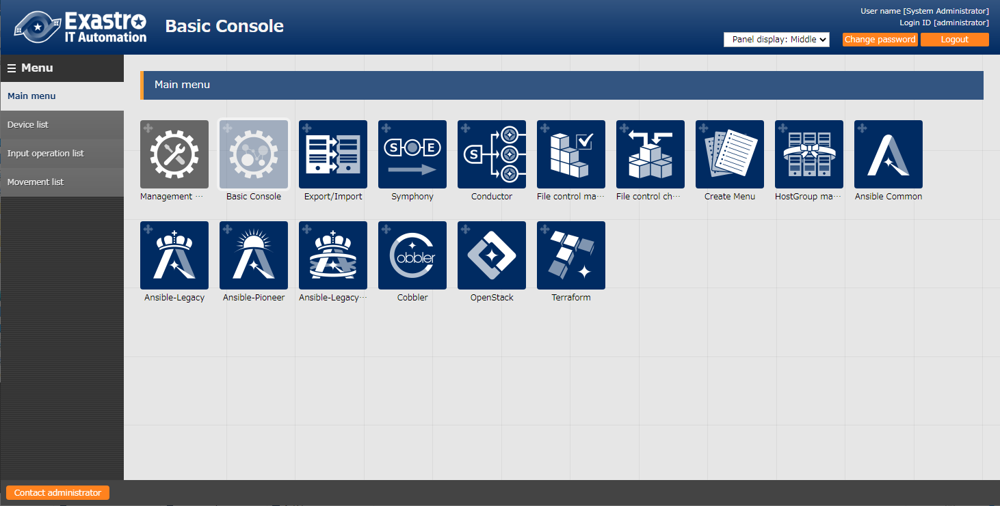 Exastro
IT Automation
Basic Console
User name [System Administrator]
Login ID [administrator]
Panel display: Middle
Change password
Logout
Menu
Main menu
Device list
Input operation list
Movement list
Main menu
S O E
S
Management ···
Basic Console
Export/Import
Symphony
Conductor
File control ma···
File control ch···
Create Menu
HostGroup ma···
Ansible Common
Cobbler
Ansible-Legacy
Ansible-Pioneer
Ansible-Legacy···
Cobbler
OpenStack
Terraform
Contact administrator